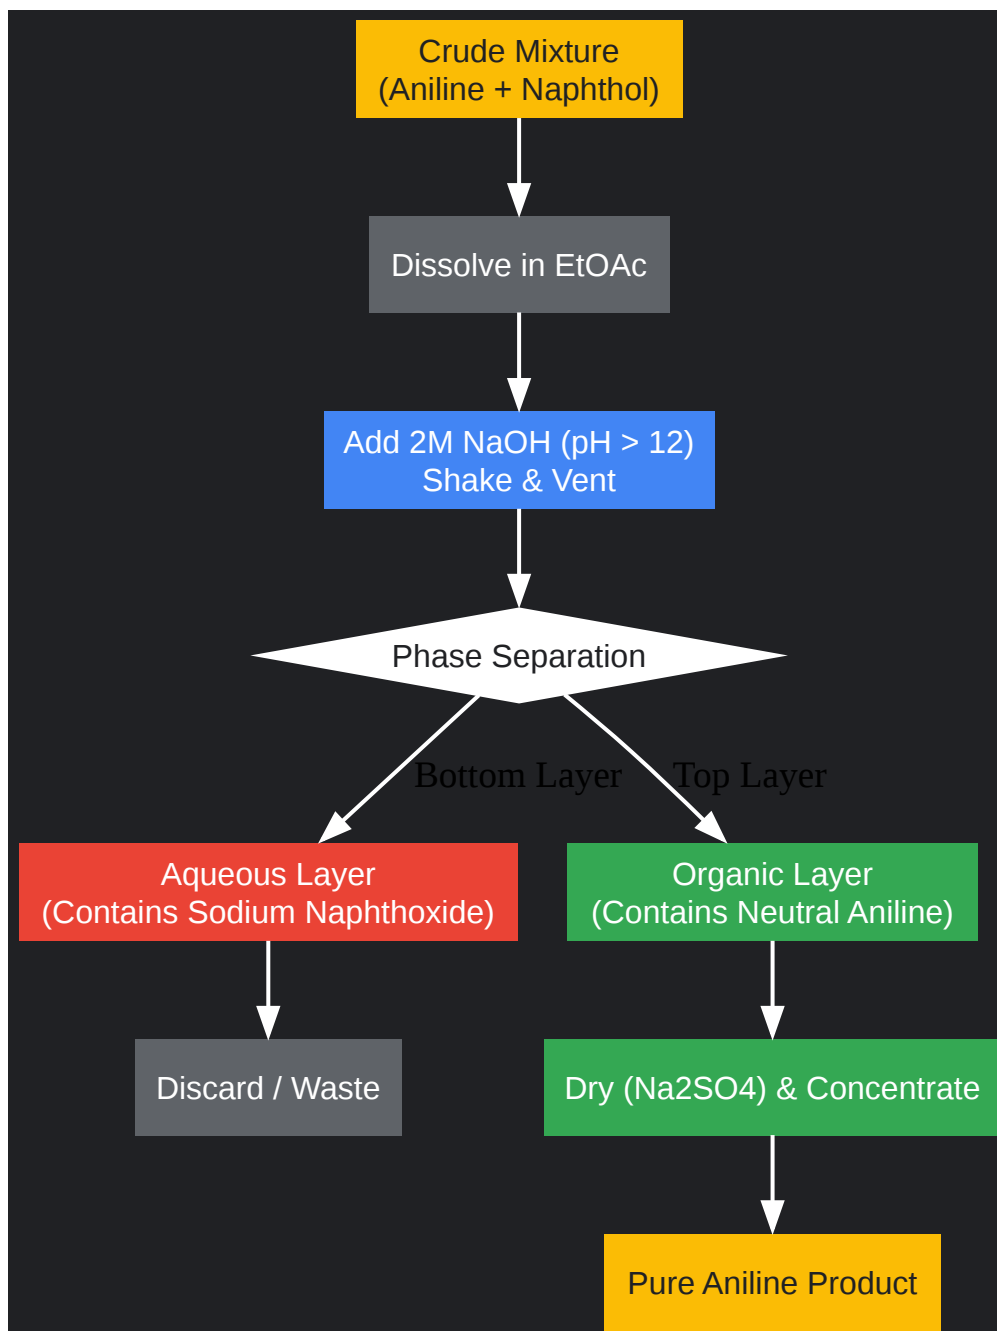 Crude Mixture
(Aniline + Naphthol)
Dissolve in EtOAc
Add 2M NaOH (pH > 12)
Shake & Vent
Phase Separation
Bottom Layer
Top Layer
Aqueous Layer
(Contains Sodium Naphthoxide)
Organic Layer
(Contains Neutral Aniline)
Discard / Waste
Dry (Na2SO4) & Concentrate
Pure Aniline Product